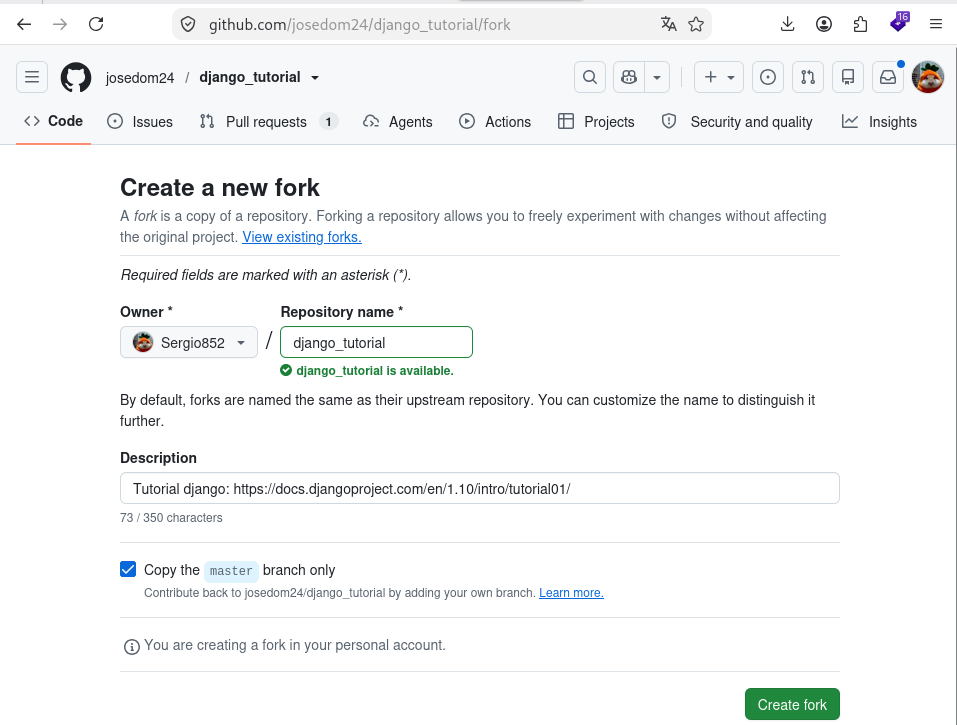 github.com/josedom24/django_tutorial/fork
16
josedom24 / django_tutorial
Code Issues Pull requests 1 Agents Actions Projects Security and quality Insights
Create a new fork
A fork is a copy of a repository. Forking a repository allows you to freely experiment with changes without affecting
the original project. View existing forks.
Required fields are marked with an asterisk (*).
Owner * Repository name *
Sergio852 / django_tutorial
django_tutorial is available.
By default, forks are named the same as their upstream repository. You can customize the name to distinguish it
further.
Description
Tutorial django: https://docs.djangoproject.com/en/1.10/intro/tutorial01/
73 / 350 characters
Copy the master branch only
Contribute back to josedom24/django_tutorial by adding your own branch. Learn more.
You are creating a fork in your personal account.
Create fork